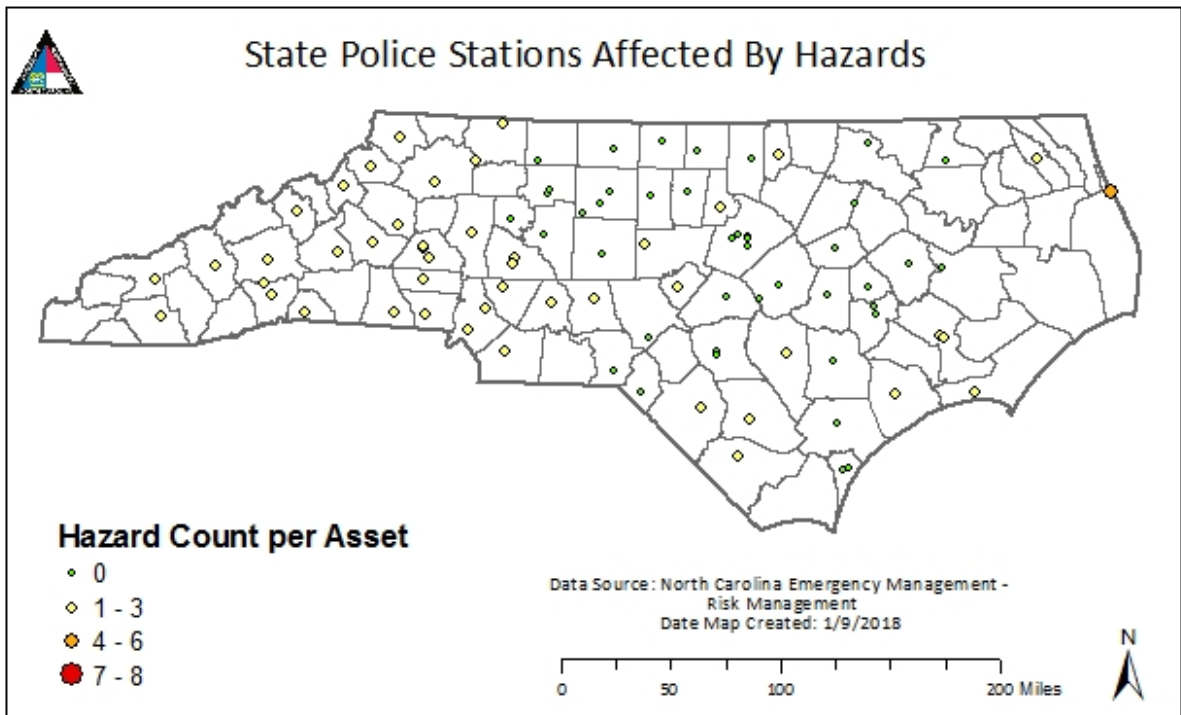 State Police Stations Affected By Hazards
Hazard Count per Asset
0
1 - 3
4 - 6
7 - 8
Data Source: North Carolina Emergency Management -
Risk Management
Date Map Created: 1/9/2018
N
0 50 100 200 Miles